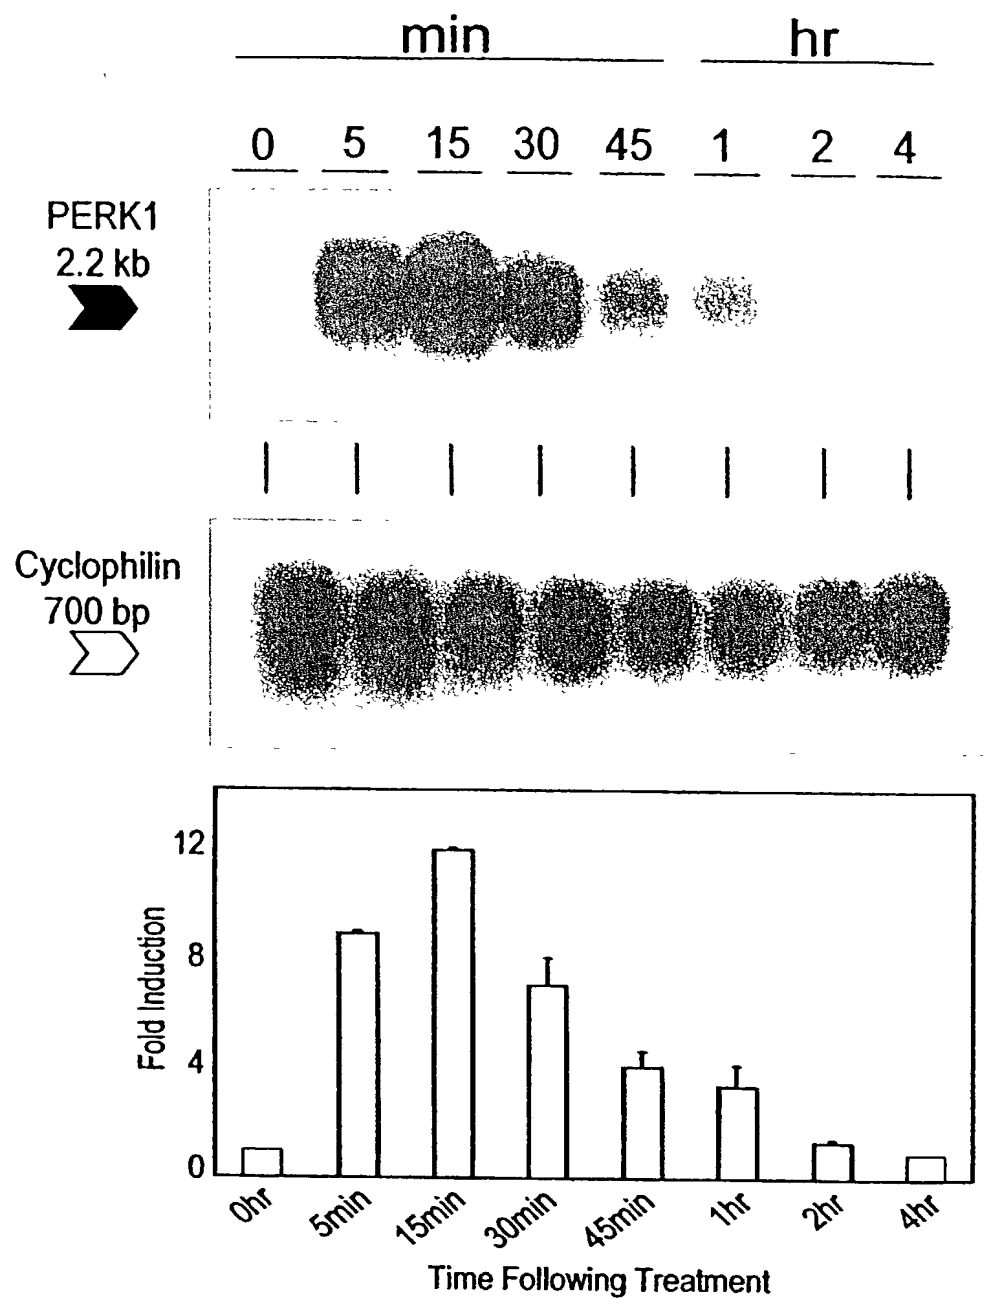 min hr
0 5 15 30 45 1 2 4
PERK1
2.2 kb
Cyclophilin
700 bp
12
8
4
0
Fold Induction
0hr 5min 15min 30min 45min 1hr 2hr 4hr
Time Following Treatment